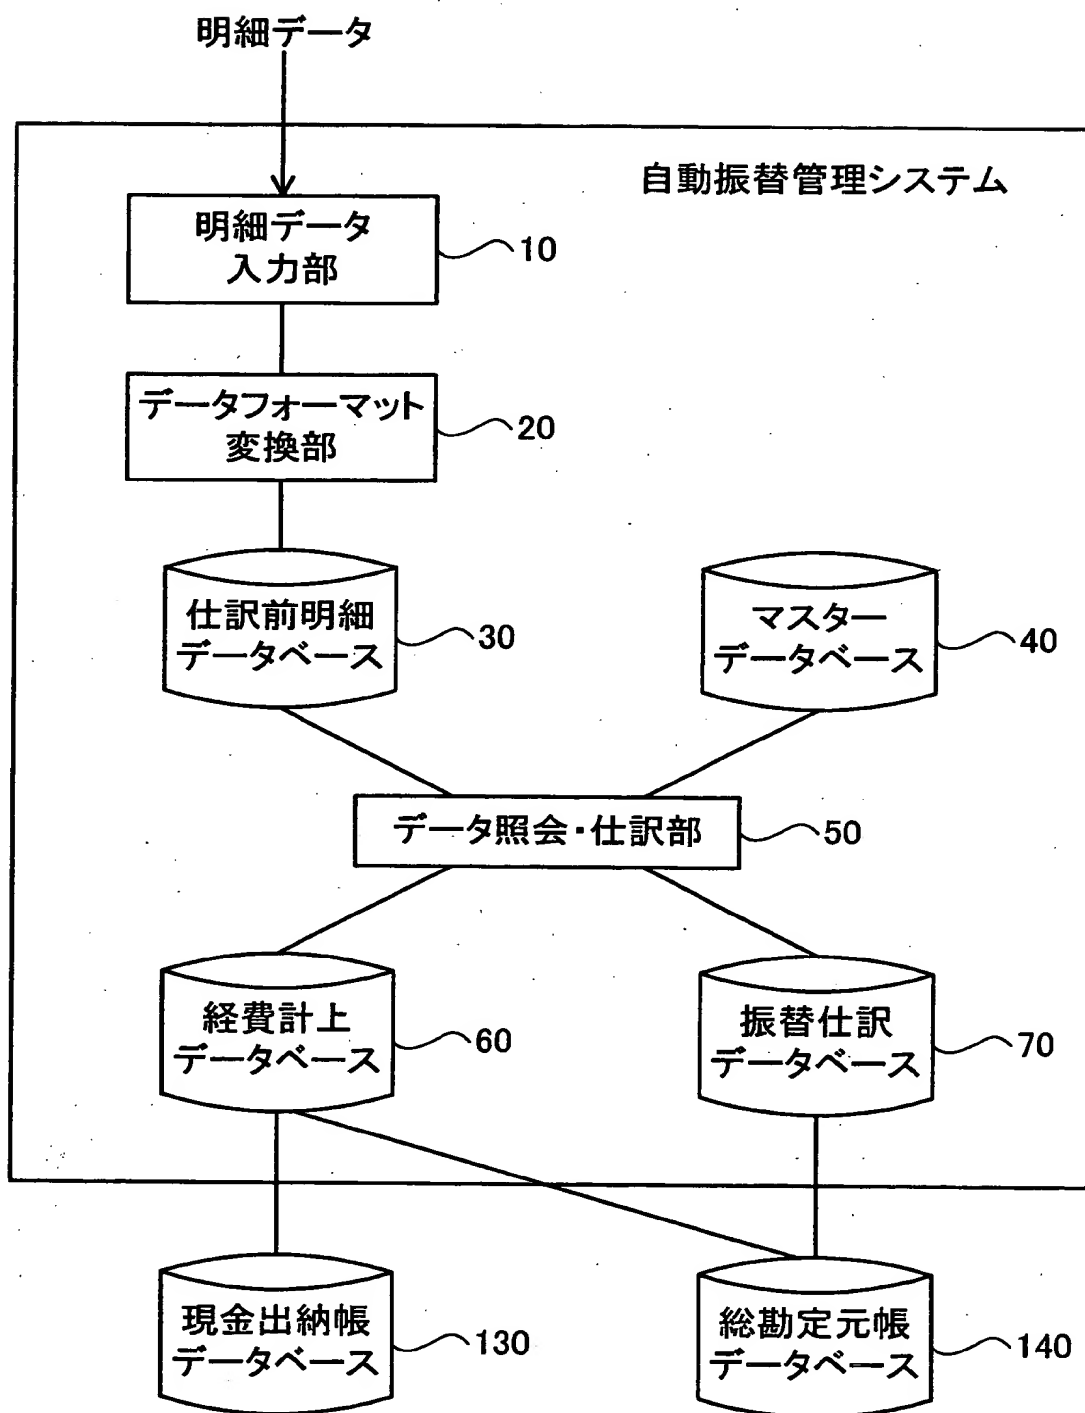 明細データ
自動振替管理システム
明細データ
入力部
10
データフォーマット
変換部
20
仕訳前明細
データベース
30
マスター
データベース
40
データ照会・仕訳部
50
経費計上
データベース
60
振替仕訳
データベース
70
現金出納帳
データベース
130
総勘定元帳
データベース
140